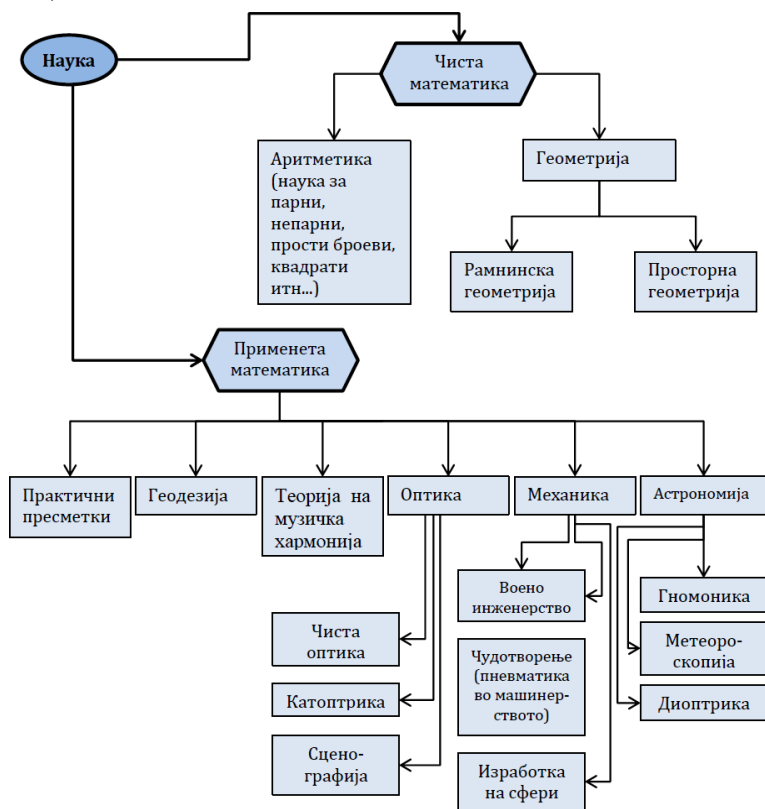 Наука
Чиста
математика
Аритметика
(наука за
парни,
непарни,
прости броеви,
квадрати
итн...)
Геометрија
Рамнинска
геометрија
Просторна
геометрија
Применета
математика
Практични
пресметки
Геодезија
Теорија на
музичка
хармонија
Оптика
Механика
Астрономија
Чиста
оптика
Катоптрика
Сцено-
графија
Воено
инженерство
Чудотворење
(пневматика
во машинер-
ството)
Изработка
на сфери
Гномоника
Метеоро-
скопија
Диоптрика